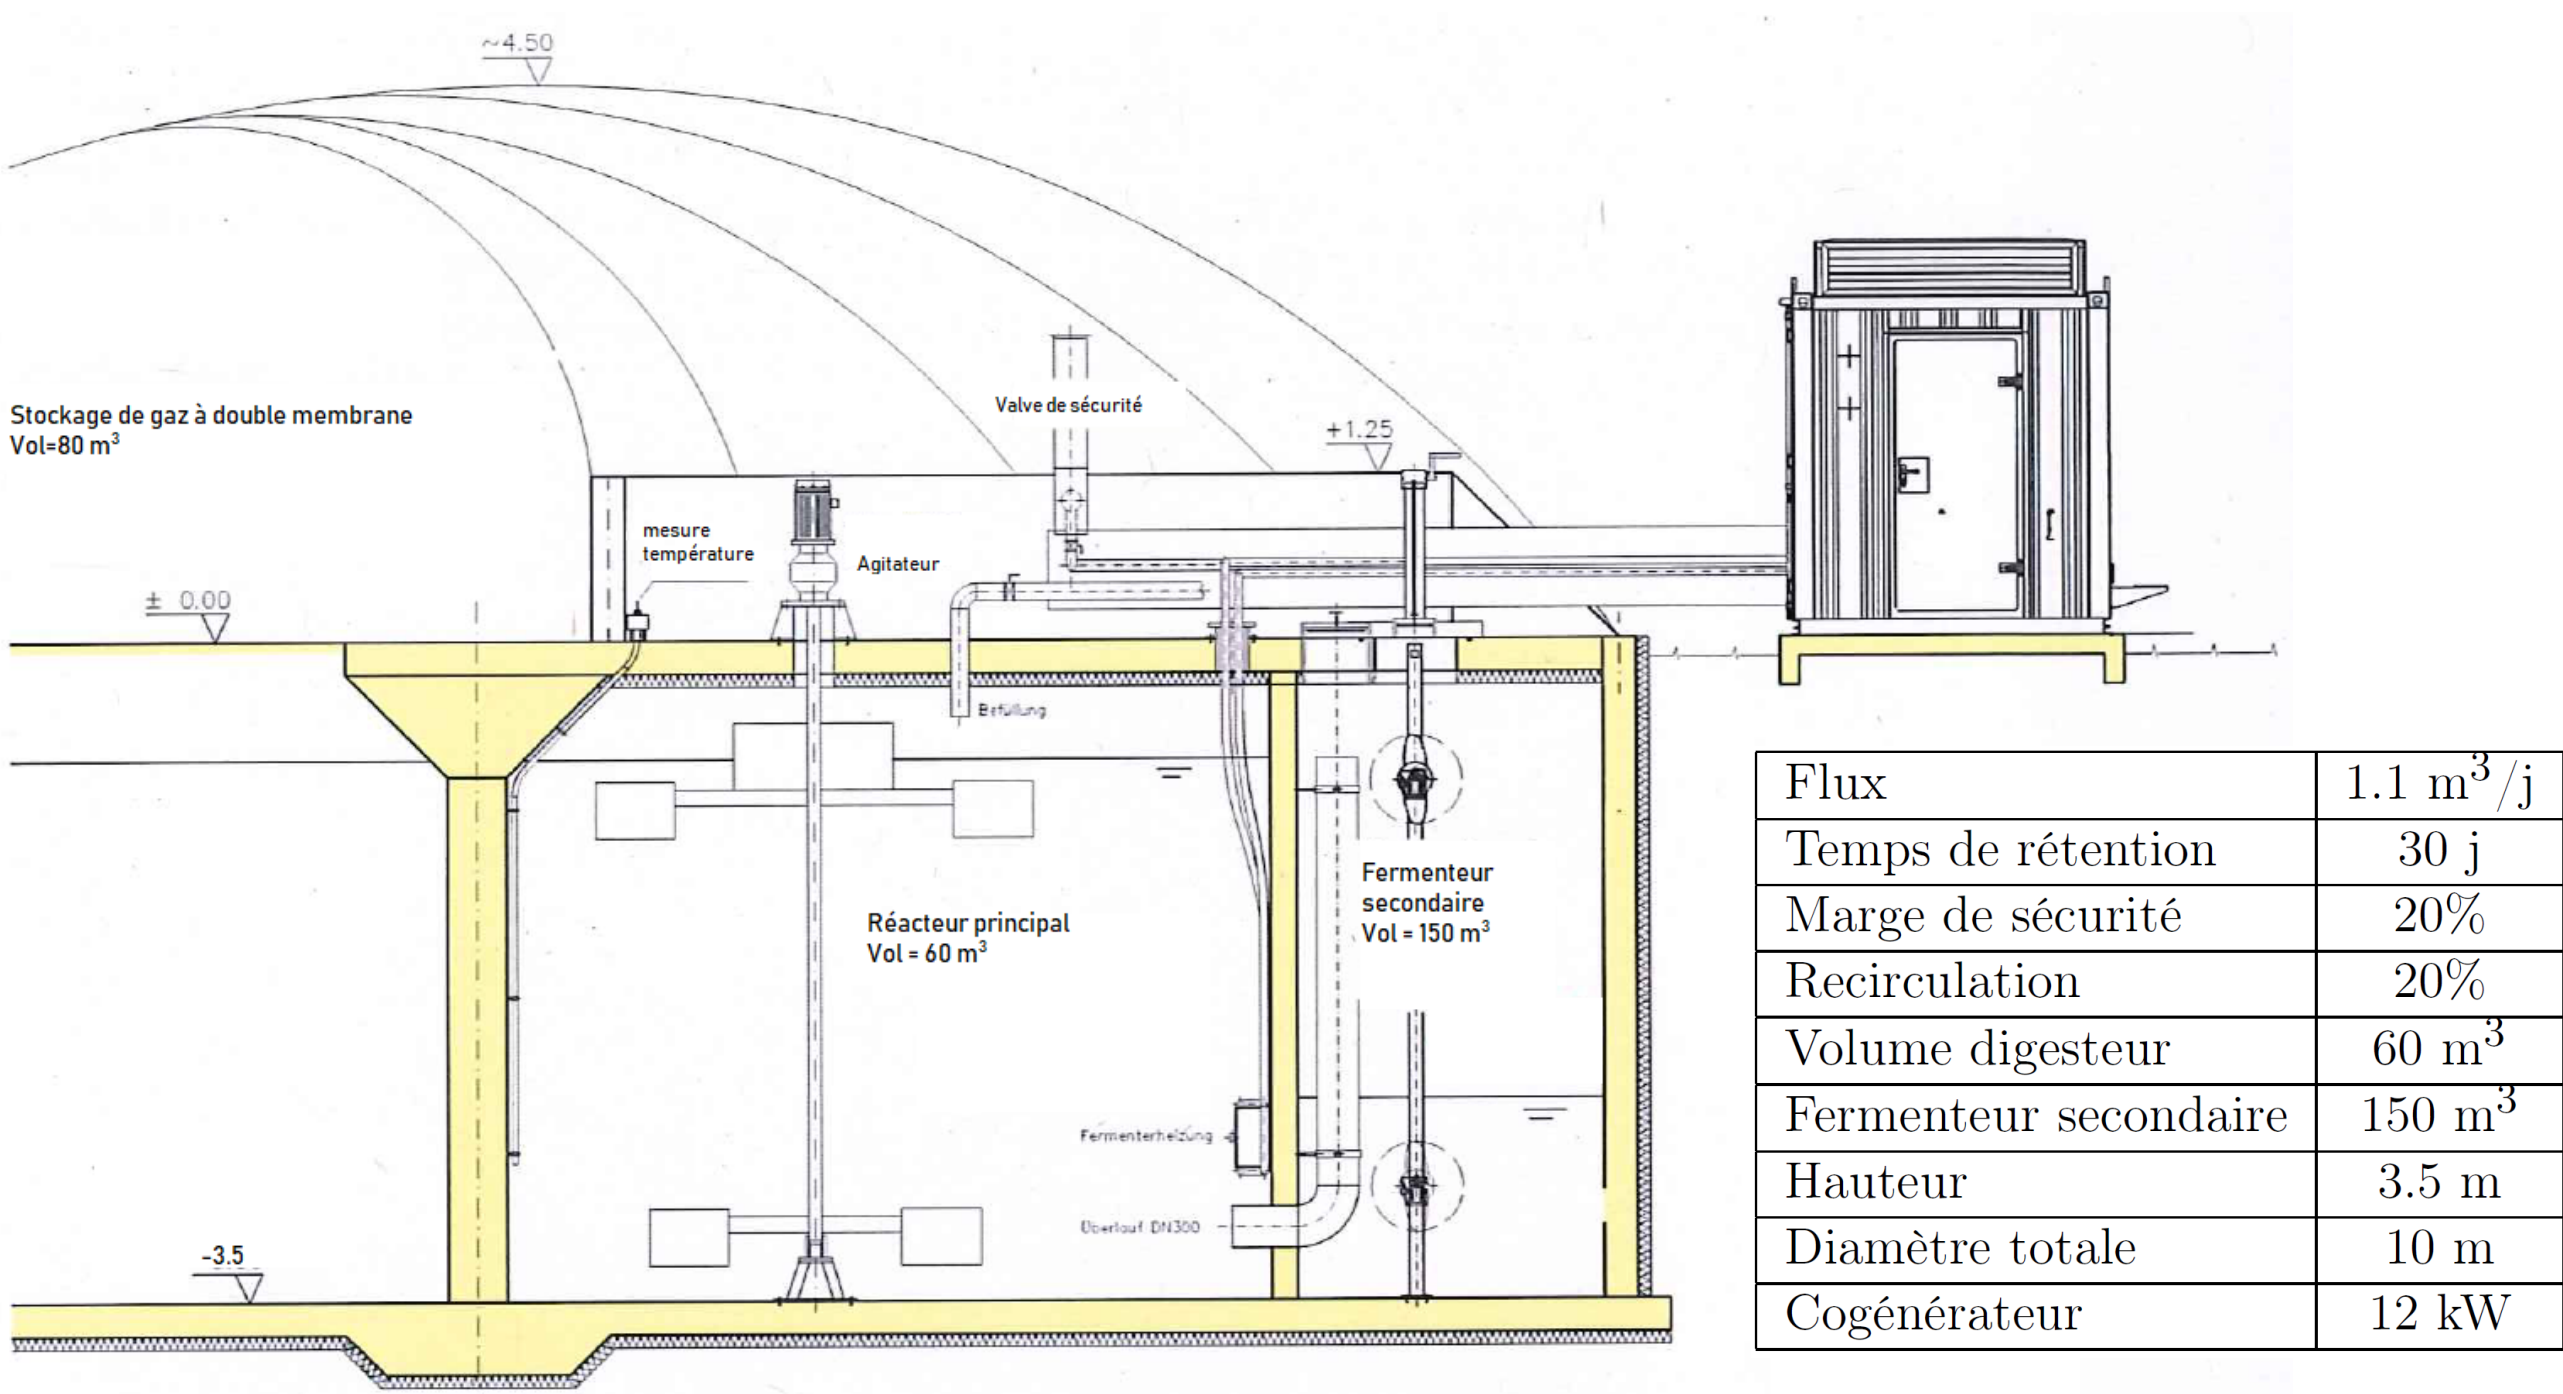 ~4.50
Stockage de gaz à double membrane
Vol=80 m³
Valve de sécurité
+1.25
mesure
température
Agitateur
± 0.00
Befüllung
Fermenteur
secondaire
Vol = 150 m³
Réacteur principal
Vol = 60 m³
Fermenterheizung
Überlauf DN300
-3.5
Flux 1.1 m³/j
Temps de rétention 30 j
Marge de sécurité 20%
Recirculation 20%
Volume digesteur 60 m³
Fermenteur secondaire 150 m³
Hauteur 3.5 m
Diamètre totale 10 m
Cogénérateur 12 kW